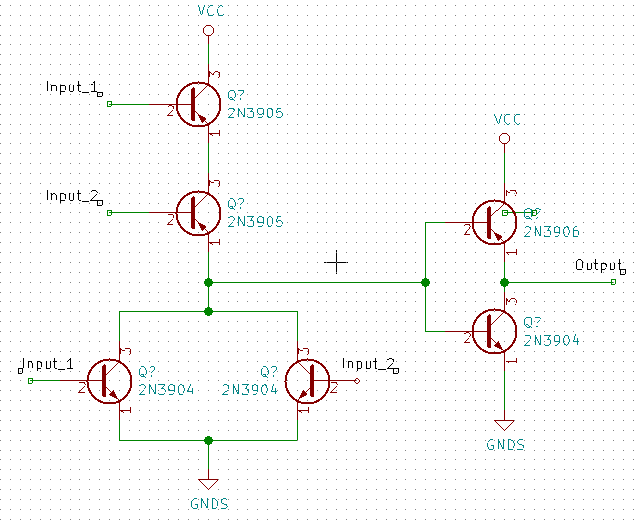 VCC
3
Input_1
2
Q?
2N3905
1
VCC
3
Input_2
2
Q?
2N3905
1
3
2
Q?
2N3906
1
Output
3
2
Q?
2N3904
1
GNDS
3
Input_1
2
Q?
2N3904
1
3
Q?
2N3904
Input_2
2
1
GNDS